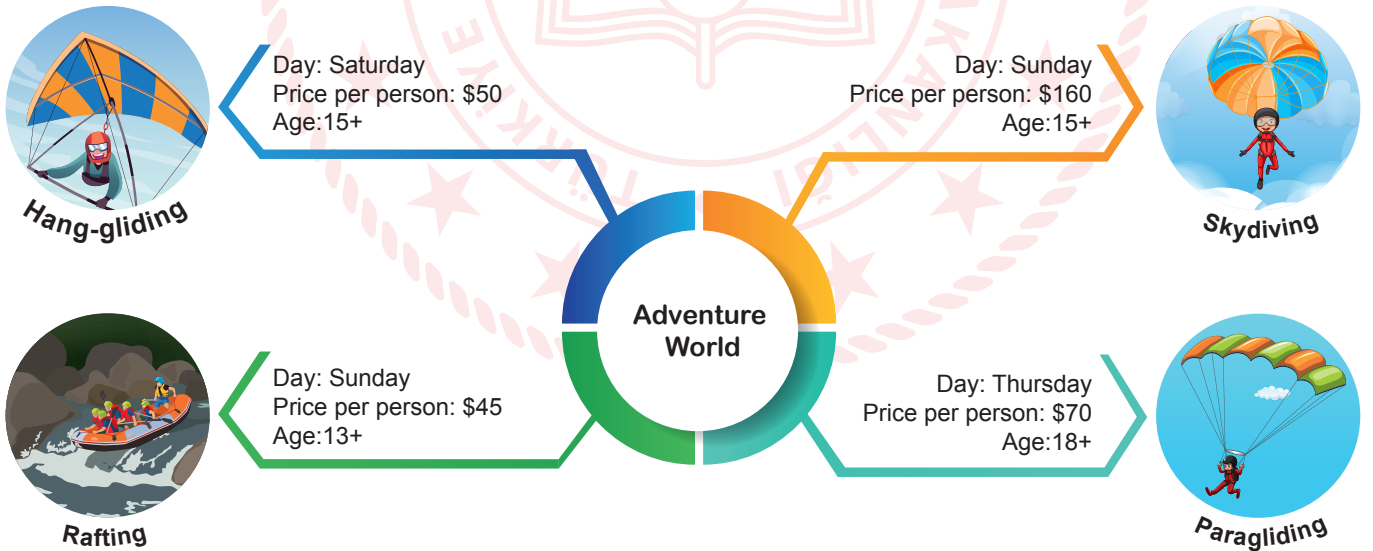 Day: Saturday
Price per person: $50
Age:15+
Hang-gliding
Day: Sunday
Price per person: $160
Age:15+
Skydiving
Adventure
World
Day: Sunday
Price per person: $45
Age:13+
Rafting
Day: Thursday
Price per person: $70
Age:18+
Paragliding